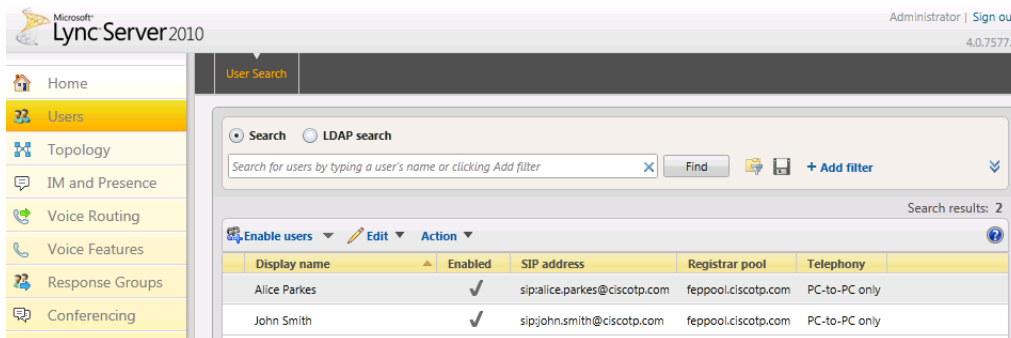 Microsoft®
Lync Server 2010
Administrator | Sign ou
4.0.7577.
Home
Users
Topology
IM and Presence
Voice Routing
Voice Features
Response Groups
Conferencing
User Search
Search LDAP search
Search for users by typing a user's name or clicking Add filter
Find + Add filter
Search results: 2
Enable users Edit Action
Display name Enabled SIP address Registrar pool Telephony
Alice Parkes sip:alice.parkes@ciscotp.com feppool.ciscotp.com PC-to-PC only
John Smith sip:john.smith@ciscotp.com feppool.ciscotp.com PC-to-PC only